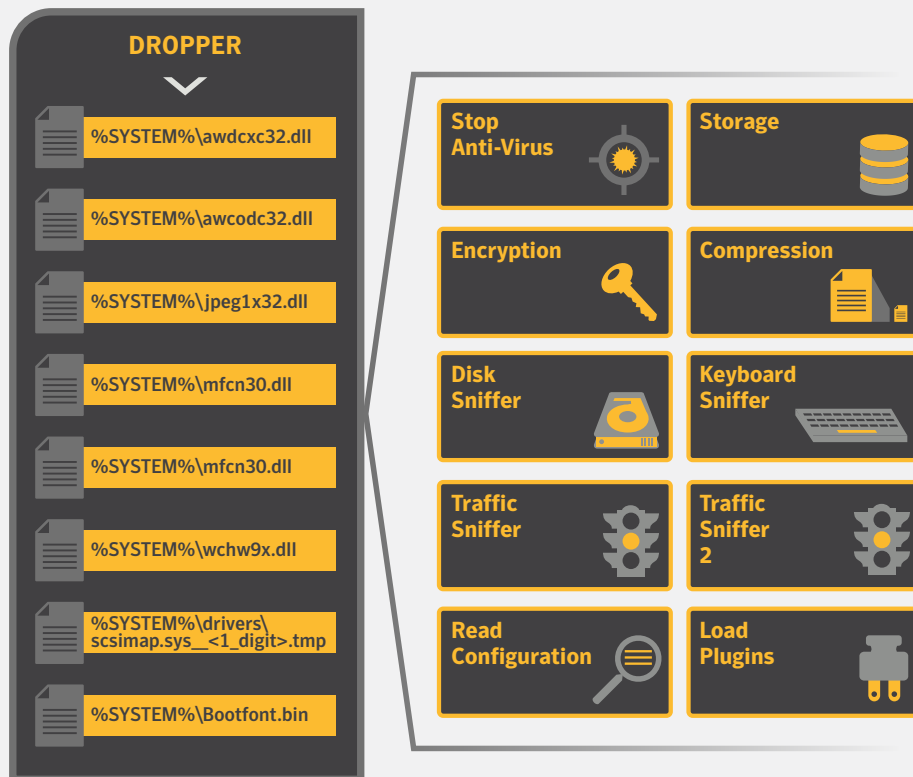 DROPPER
%SYSTEM%\awdcxc32.dll
%SYSTEM%\awcodc32.dll
%SYSTEM%\jpeg1x32.dll
%SYSTEM%\mfcn30.dll
%SYSTEM%\mfcn30.dll
%SYSTEM%\wchw9x.dll
%SYSTEM%\drivers\
scsimap.sys__<1_digit>.tmp
%SYSTEM%\Bootfont.bin
Stop
Anti-Virus
Storage
Encryption
Compression
Disk
Sniffer
Keyboard
Sniffer
Traffic
Sniffer
Traffic
Sniffer
2
Read
Configuration
Load
Plugins